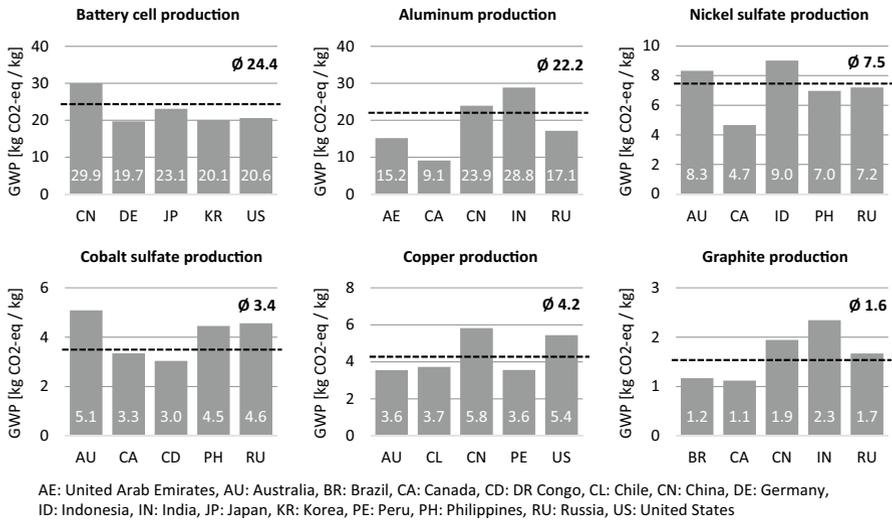 Battery cell production
GWP [kg CO2-eq / kg]
40
30
20
10
0
Ø 24.4
29.9 19.7 23.1 20.1 20.6
CN DE JP KR US
Aluminum production
GWP [kg CO2-eq / kg]
40
30
20
10
0
Ø 22.2
15.2 9.1 23.9 28.8 17.1
AE CA CN IN RU
Nickel sulfate production
GWP [kg CO2-eq / kg]
10
8
6
4
2
0
Ø 7.5
8.3 4.7 9.0 7.0 7.2
AU CA ID PH RU
Cobalt sulfate production
GWP [kg CO2-eq / kg]
6
4
2
0
Ø 3.4
5.1 3.3 3.0 4.5 4.6
AU CA CD PH RU
Copper production
GWP [kg CO2-eq / kg]
8
6
4
2
0
Ø 4.2
3.6 3.7 5.8 3.6 5.4
AU CL CN PE US
Graphite production
GWP [kg CO2-eq / kg]
3
2
1
0
Ø 1.6
1.2 1.1 1.9 2.3 1.7
BR CA CN IN RU
AE: United Arab Emirates, AU: Australia, BR: Brazil, CA: Canada, CD: DR Congo, CL: Chile, CN: China, DE: Germany,
ID: Indonesia, IN: India, JP: Japan, KR: Korea, PE: Peru, PH: Philippines, RU: Russia, US: United States